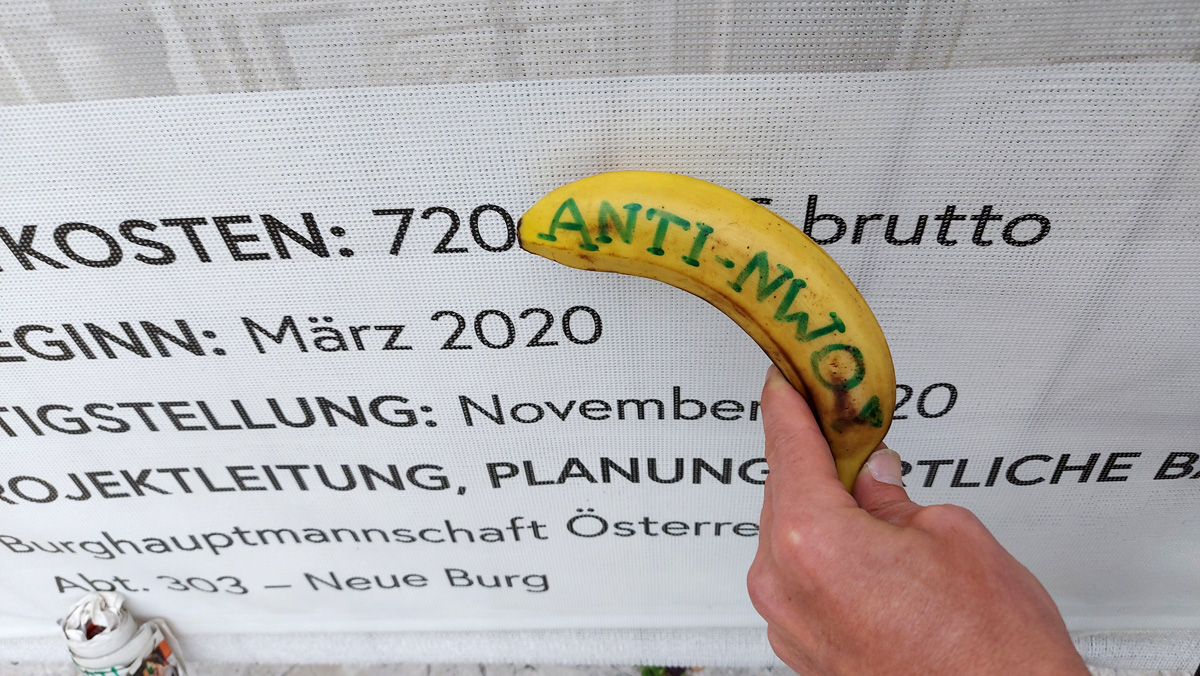 KOSTEN: 720 brutto
ANTI-NWO
EGINN: März 2020
TIGSTELLUNG: November 20
ROJEKTLEITUNG, PLANUNG RTLICHE B
Burghauptmannschaft Österre
Abt. 303 – Neue Burg